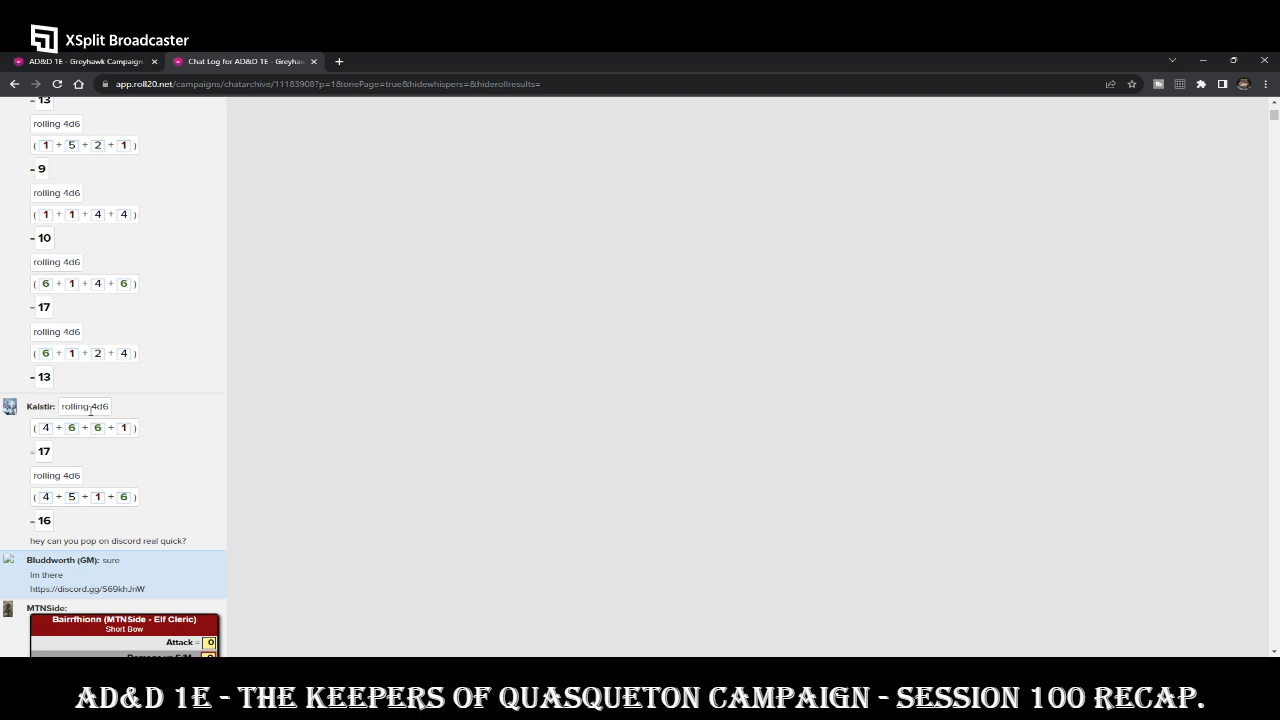 XSplit Broadcaster
AD&D 1E - Greyhawk Campaign
Chat Log for AD&D 1E - Greyhaw
app.roll20.net/campaigns/chatarchive/11183908?p=1&onePage=true&hidewhispers=&hiderollresults=
= 13
rolling 4d6
( 1 + 5 + 2 + 1 )
= 9
rolling 4d6
( 1 + 1 + 4 + 4 )
= 10
rolling 4d6
( 6 + 1 + 4 + 6 )
= 17
rolling 4d6
( 6 + 1 + 2 + 4 )
= 13
Kalstir: rolling 4d6
( 4 + 6 + 6 + 1 )
= 17
rolling 4d6
( 4 + 5 + 1 + 6 )
= 16
hey can you pop on discord real quick?
Bluddworth (GM): sure
Im there
https://discord.gg/S69khJnW
MTNSide:
Bairrfhionn (MTNSide - Elf Cleric)
Short Bow
Attack = 0
AD&D 1E - THE KEEPERS OF QUASQUETON CAMPAIGN - SESSION 100 RECAP.